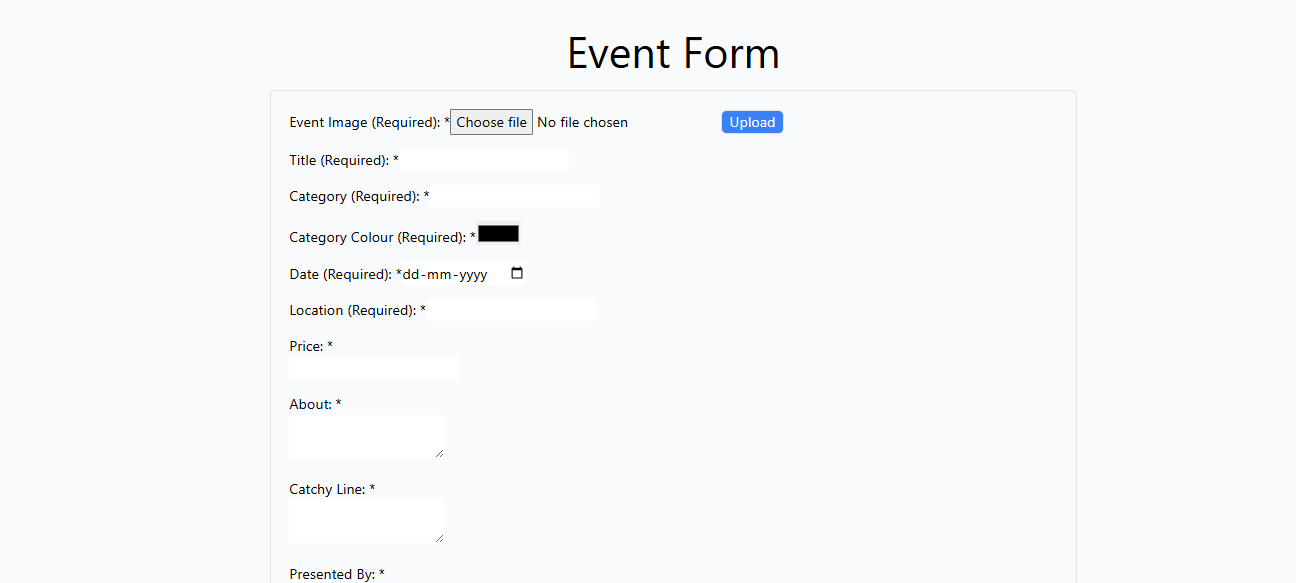 Event Form
Event Image (Required): * Choose file No file chosen Upload
Title (Required): *
Category (Required): *
Category Colour (Required): *
Date (Required): *dd-mm-yyyy
Location (Required): *
Price: *
About: *
Catchy Line: *
Presented By: *